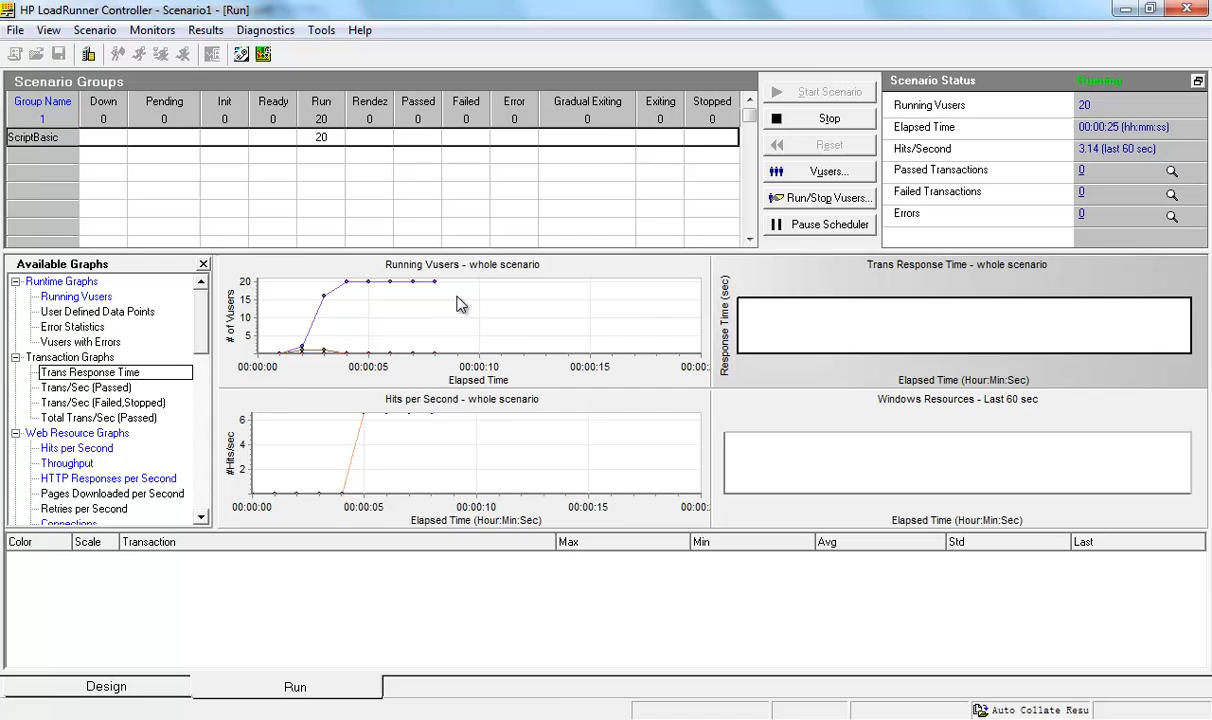 HP LoadRunner Controller - Scenario1 - [Run]
File View Scenario Monitors Results Diagnostics Tools Help
Scenario Groups
Group Name Down Pending Init Ready Run Rendez Passed Failed Error Gradual Exiting Exiting Stopped
1 0 0 0 0 20 0 0 0 0 0 0 0
ScriptBasic 20
Start Scenario
Stop
Reset
Vusers...
Run/Stop Vusers...
Pause Scheduler
Scenario Status Running
Running Vusers 20
Elapsed Time 00:00:25 (hh:mm:ss)
Hits/Second 3.14 (last 60 sec)
Passed Transactions 0
Failed Transactions 0
Errors 0
Available Graphs
Runtime Graphs
Running Vusers
User Defined Data Points
Error Statistics
Vusers with Errors
Transaction Graphs
Trans Response Time
Trans/Sec (Passed)
Trans/Sec (Failed,Stopped)
Total Trans/Sec (Passed)
Web Resource Graphs
Hits per Second
Throughput
HTTP Responses per Second
Pages Downloaded per Second
Retries per Second
Connections
Running Vusers - whole scenario
# of Vusers
20
15
10
5
00:00:00 00:00:05 00:00:10 00:00:15 00:00:
Elapsed Time
Trans Response Time - whole scenario
Response Time (sec)
Elapsed Time (Hour:Min:Sec)
Hits per Second - whole scenario
#Hits/sec
6
4
2
00:00:00 00:00:05 00:00:10 00:00:15 00:00:
Elapsed Time (Hour:Min:Sec)
Windows Resources - Last 60 sec
Elapsed Time (Hour:Min:Sec)
Color Scale Transaction Max Min Avg Std Last
Design Run
Auto Collate Resu